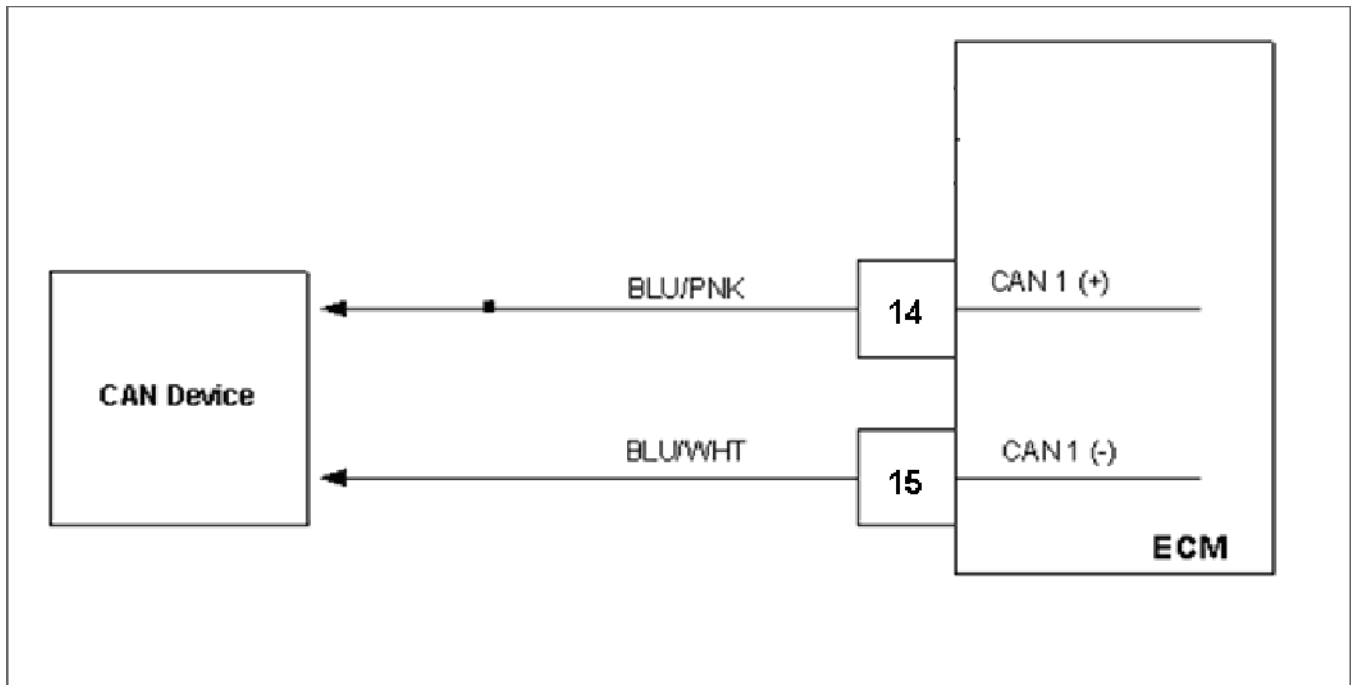 CAN 1 (+)
BLU/PNK
14
CAN Device
BLU/WHT
CAN 1 (-)
15
ECM